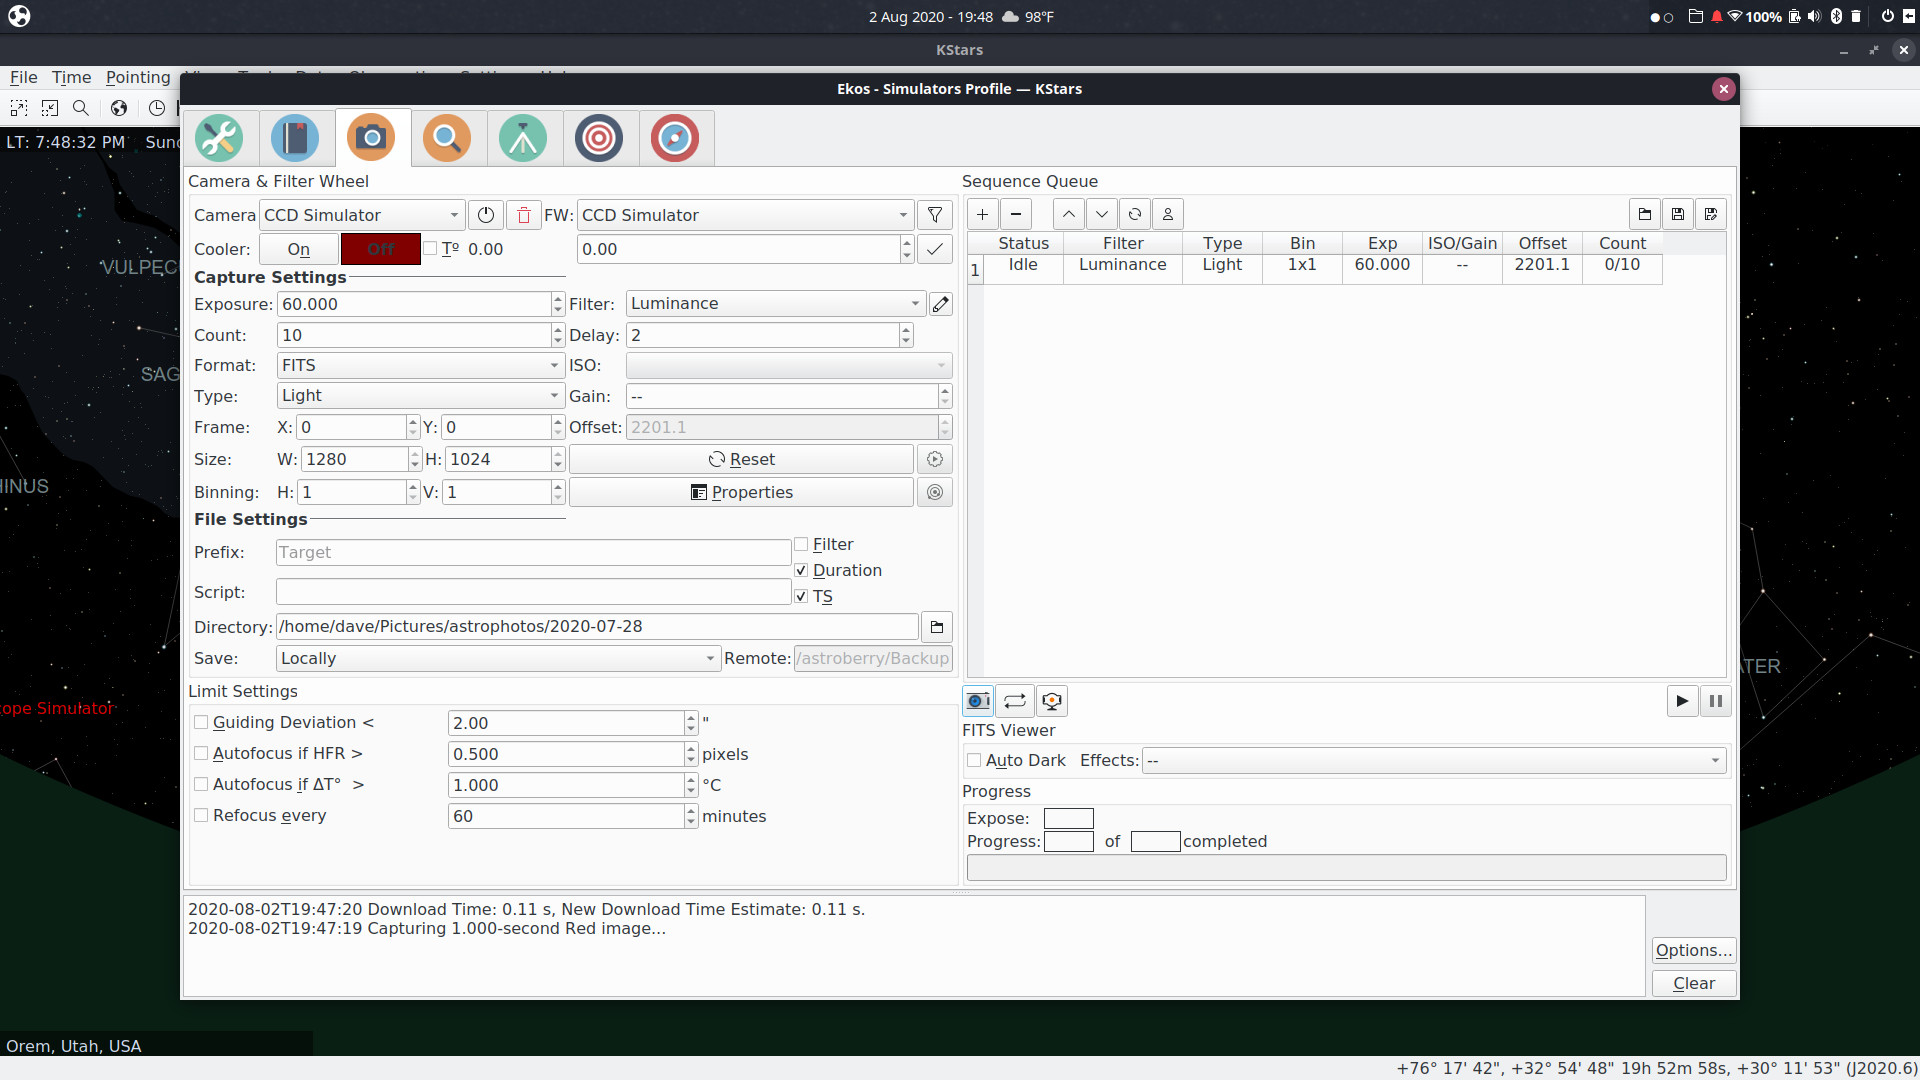 2 Aug 2020 - 19:48 98°F
100%
KStars
File Time Pointing
Ekos - Simulators Profile — KStars
LT: 7:48:32 PM Sund
Camera & Filter Wheel
Camera CCD Simulator FW: CCD Simulator
Cooler: On Off Tº 0.00 0.00
Capture Settings
Exposure: 60.000 Filter: Luminance
Count: 10 Delay: 2
Format: FITS ISO:
Type: Light Gain: --
Frame: X: 0 Y: 0 Offset: 2201.1
Size: W: 1280 H: 1024 Reset
Binning: H: 1 V: 1 Properties
File Settings
Prefix: Target Filter
Duration
Script: TS
Directory: /home/dave/Pictures/astrophotos/2020-07-28
Save: Locally Remote: /astroberry/Backup
Limit Settings
Guiding Deviation < 2.00 "
Autofocus if HFR > 0.500 pixels
Autofocus if ΔT° > 1.000 °C
Refocus every 60 minutes
Sequence Queue
Status Filter Type Bin Exp ISO/Gain Offset Count
1 Idle Luminance Light 1x1 60.000 -- 2201.1 0/10
FITS Viewer
Auto Dark Effects: --
Progress
Expose:
Progress: of completed
2020-08-02T19:47:20 Download Time: 0.11 s, New Download Time Estimate: 0.11 s.
2020-08-02T19:47:19 Capturing 1.000-second Red image...
Options...
Clear
VULPEC
SAG
HINUS
cope Simulator
TER
Orem, Utah, USA
+76° 17' 42", +32° 54' 48" 19h 52m 58s, +30° 11' 53" (J2020.6)